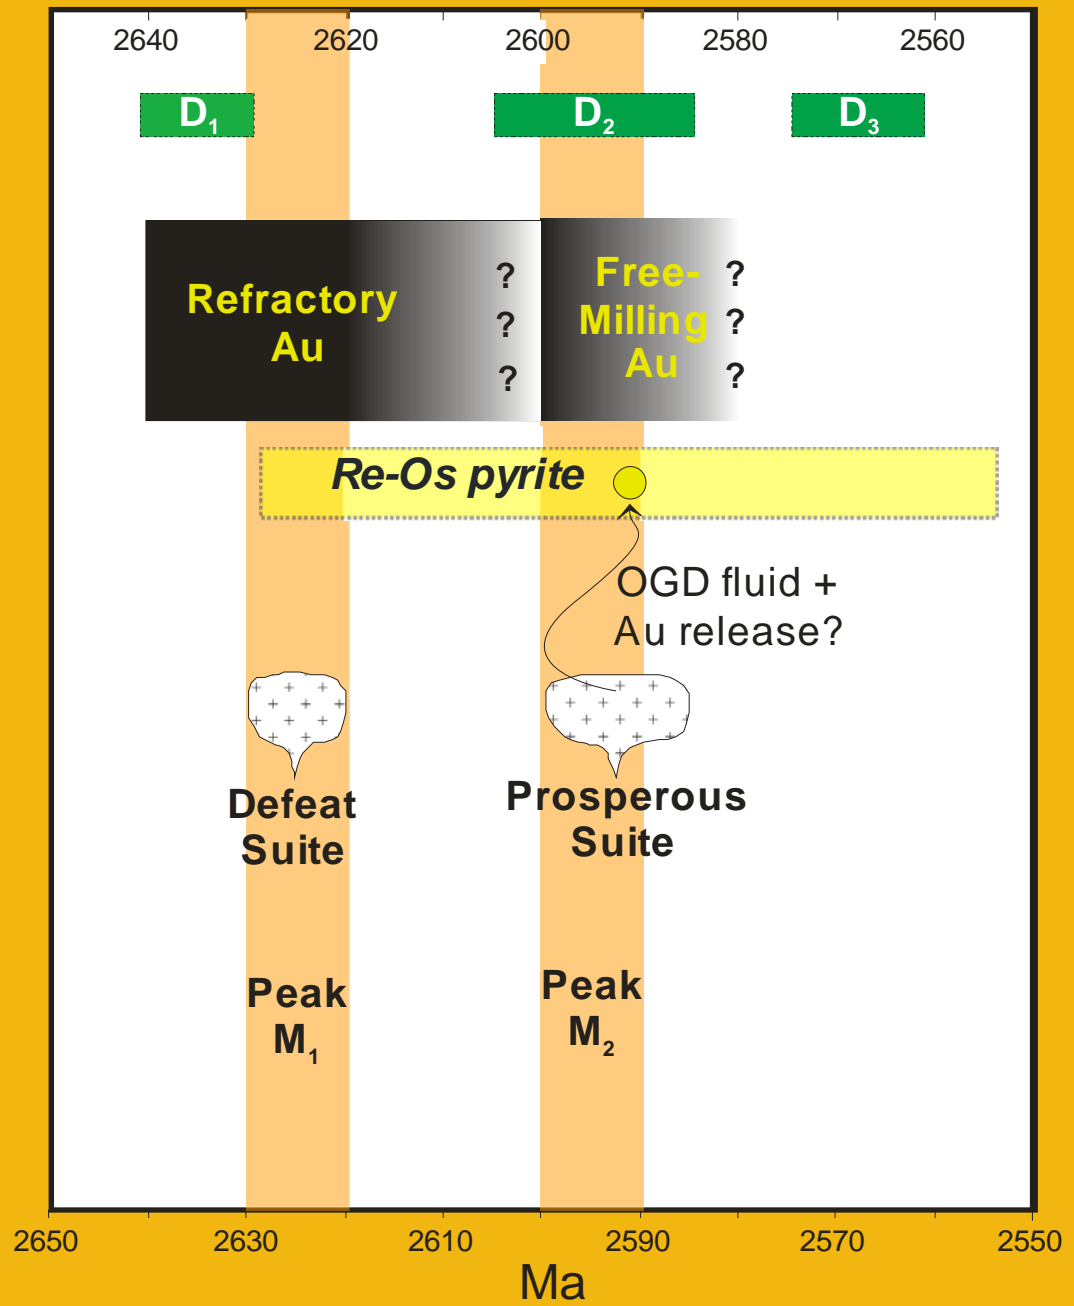 2640 2620 2600 2580 2560
D₁ D₂ D₃
Refractory
Au
?
?
?
Free-
Milling
Au
?
?
?
Re-Os pyrite
OGD fluid +
Au release?
Defeat
Suite
Prosperous
Suite
Peak
M₁
Peak
M₂
2650 2630 2610 2590 2570 2550
Ma